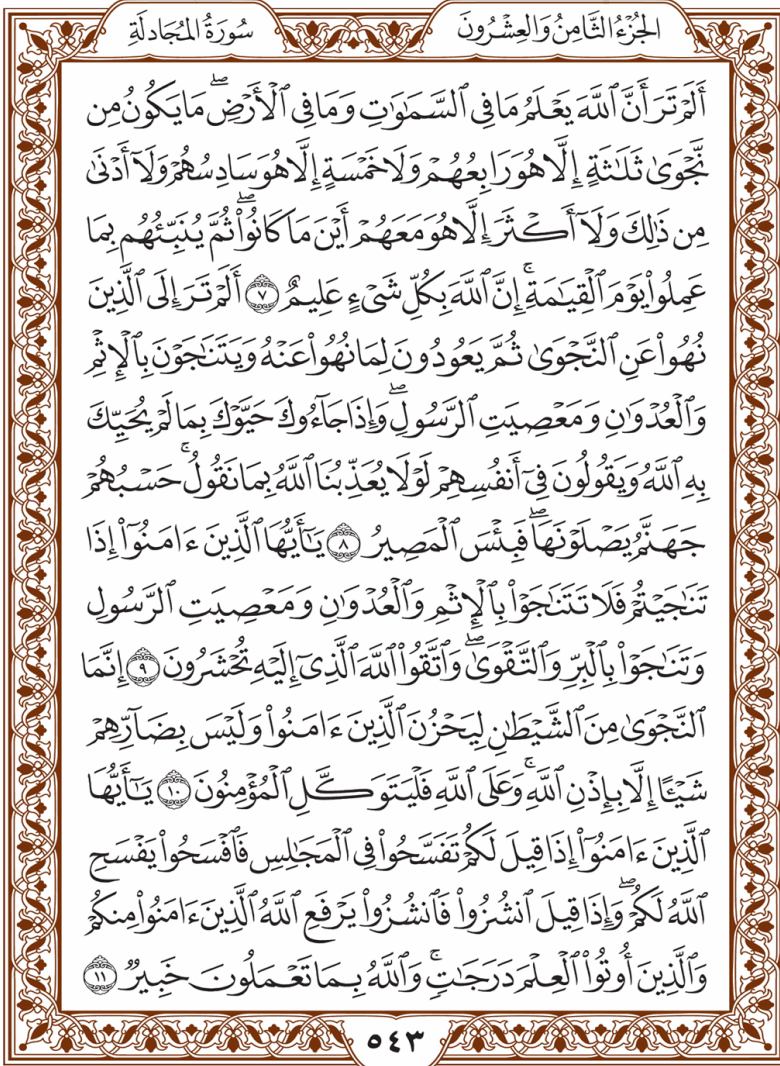 الجُزْءُ الثَّامِنُ وَالعِشْرُونَ
سُورَةُ المُجَادلَةِ
أَلَمْ تَرَ أَنَّ ٱللَّهَ يَعْلَمُ مَا فِي ٱلسَّمَٰوَٰتِ وَمَا فِي ٱلْأَرْضِۖ مَا يَكُونُ مِن
نَّجْوَىٰ ثَلَٰثَةٍ إِلَّا هُوَ رَابِعُهُمْ وَلَا خَمْسَةٍ إِلَّا هُوَ سَادِسُهُمْ وَلَآ أَدْنَىٰ
مِن ذَٰلِكَ وَلَآ أَكْثَرَ إِلَّا هُوَ مَعَهُمْ أَيْنَ مَا كَانُوا۟ۖ ثُمَّ يُنَبِّئُهُم بِمَا
عَمِلُوا۟ يَوْمَ ٱلْقِيَٰمَةِۚ إِنَّ ٱللَّهَ بِكُلِّ شَىْءٍ عَلِيمٌ ٧ أَلَمْ تَرَ إِلَى ٱلَّذِينَ
نُهُوا۟ عَنِ ٱلنَّجْوَىٰ ثُمَّ يَعُودُونَ لِمَا نُهُوا۟ عَنْهُ وَيَتَنَٰجَوْنَ بِٱلْإِثْمِ
وَٱلْعُدْوَٰنِ وَمَعْصِيَتِ ٱلرَّسُولِۖ وَإِذَا جَآءُوكَ حَيَّوْكَ بِمَا لَمْ يُحَيِّكَ
بِهِ ٱللَّهُ وَيَقُولُونَ فِىٓ أَنفُسِهِمْ لَوْلَا يُعَذِّبُنَا ٱللَّهُ بِمَا نَقُولُۚ حَسْبُهُمْ
جَهَنَّمُ يَصْلَوْنَهَاۖ فَبِئْسَ ٱلْمَصِيرُ ٨ يَٰٓأَيُّهَا ٱلَّذِينَ ءَامَنُوٓا۟ إِذَا
تَنَٰجَيْتُمْ فَلَا تَتَنَٰجَوْا۟ بِٱلْإِثْمِ وَٱلْعُدْوَٰنِ وَمَعْصِيَتِ ٱلرَّسُولِ
وَتَنَٰجَوْا۟ بِٱلْبِرِّ وَٱلتَّقْوَىٰۖ وَٱتَّقُوا۟ ٱللَّهَ ٱلَّذِىٓ إِلَيْهِ تُحْشَرُونَ ٩ إِنَّمَا
ٱلنَّجْوَىٰ مِنَ ٱلشَّيْطَٰنِ لِيَحْزُنَ ٱلَّذِينَ ءَامَنُوا۟ وَلَيْسَ بِضَآرِّهِمْ
شَيْـًٔا إِلَّا بِإِذْنِ ٱللَّهِۚ وَعَلَى ٱللَّهِ فَلْيَتَوَكَّلِ ٱلْمُؤْمِنُونَ ١٠ يَٰٓأَيُّهَا
ٱلَّذِينَ ءَامَنُوٓا۟ إِذَا قِيلَ لَكُمْ تَفَسَّحُوا۟ فِي ٱلْمَجَٰلِسِ فَٱفْسَحُوا۟ يَفْسَحِ
ٱللَّهُ لَكُمْۖ وَإِذَا قِيلَ ٱنشُزُوا۟ فَٱنشُزُوا۟ يَرْفَعِ ٱللَّهُ ٱلَّذِينَ ءَامَنُوا۟ مِنكُمْ
وَٱلَّذِينَ أُوتُوا۟ ٱلْعِلْمَ دَرَجَٰتٍۚ وَٱللَّهُ بِمَا تَعْمَلُونَ خَبِيرٌ ١١
٥٤٣